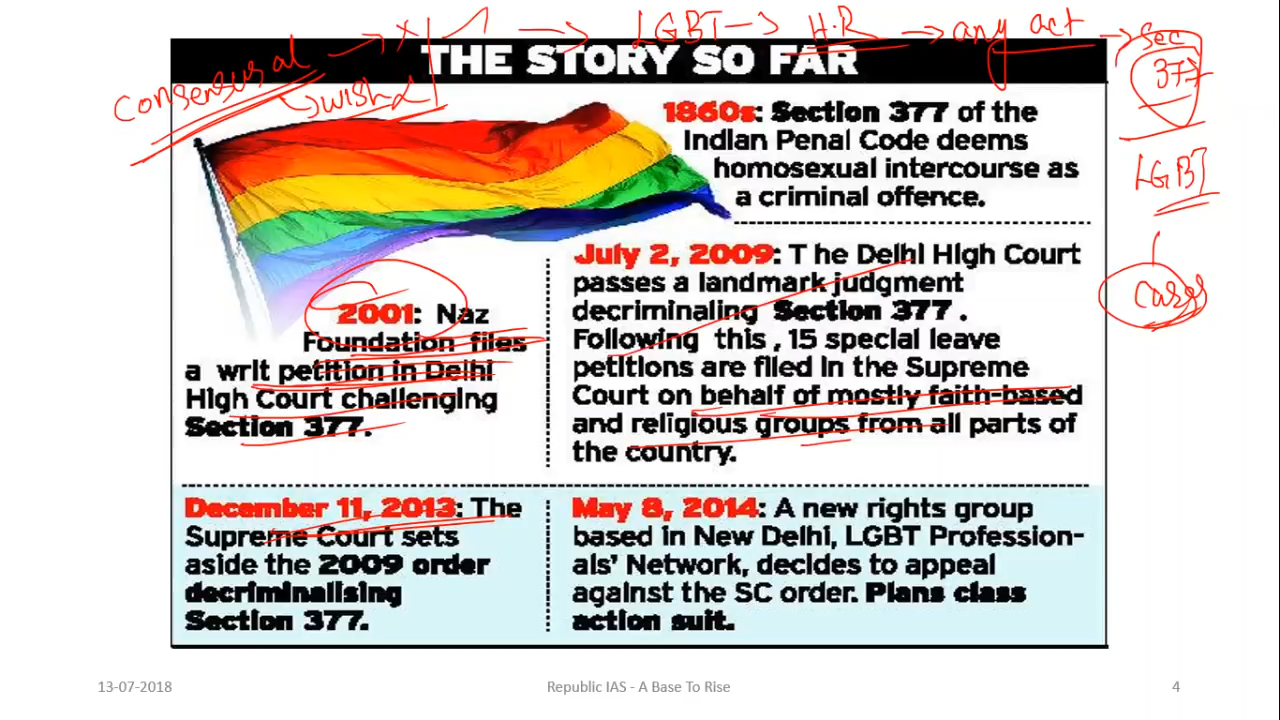 consensual → x / → LGBT → H.R → any act → Sec 377
wish
THE STORY SO FAR
1860s: Section 377 of the
Indian Penal Code deems
homosexual intercourse as
a criminal offence.
LGBT
cases
2001: Naz
Foundation files
a writ petition in Delhi
High Court challenging
Section 377.
July 2, 2009: The Delhi High Court
passes a landmark judgment
decriminaling Section 377.
Following this, 15 special leave
petitions are filed in the Supreme
Court on behalf of mostly faith-based
and religious groups from all parts of
the country.
December 11, 2013: The
Supreme Court sets
aside the 2009 order
decriminalising
Section 377.
May 8, 2014: A new rights group
based in New Delhi, LGBT Profession-
als' Network, decides to appeal
against the SC order. Plans class
action suit.
13-07-2018
Republic IAS - A Base To Rise
4